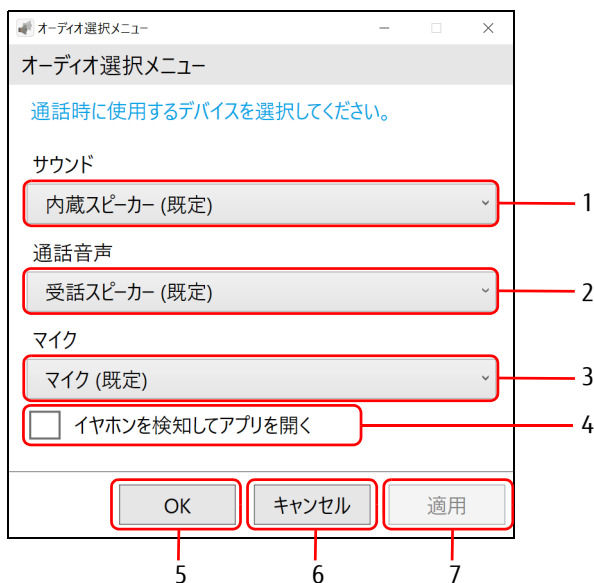 オーディオ選択メニュー
オーディオ選択メニュー
通話時に使用するデバイスを選択してください。
サウンド
内蔵スピーカー (既定)
1
通話音声
受話スピーカー (既定)
2
マイク
マイク (既定)
3
イヤホンを検知してアプリを開く
4
OK キャンセル 適用
5 6 7